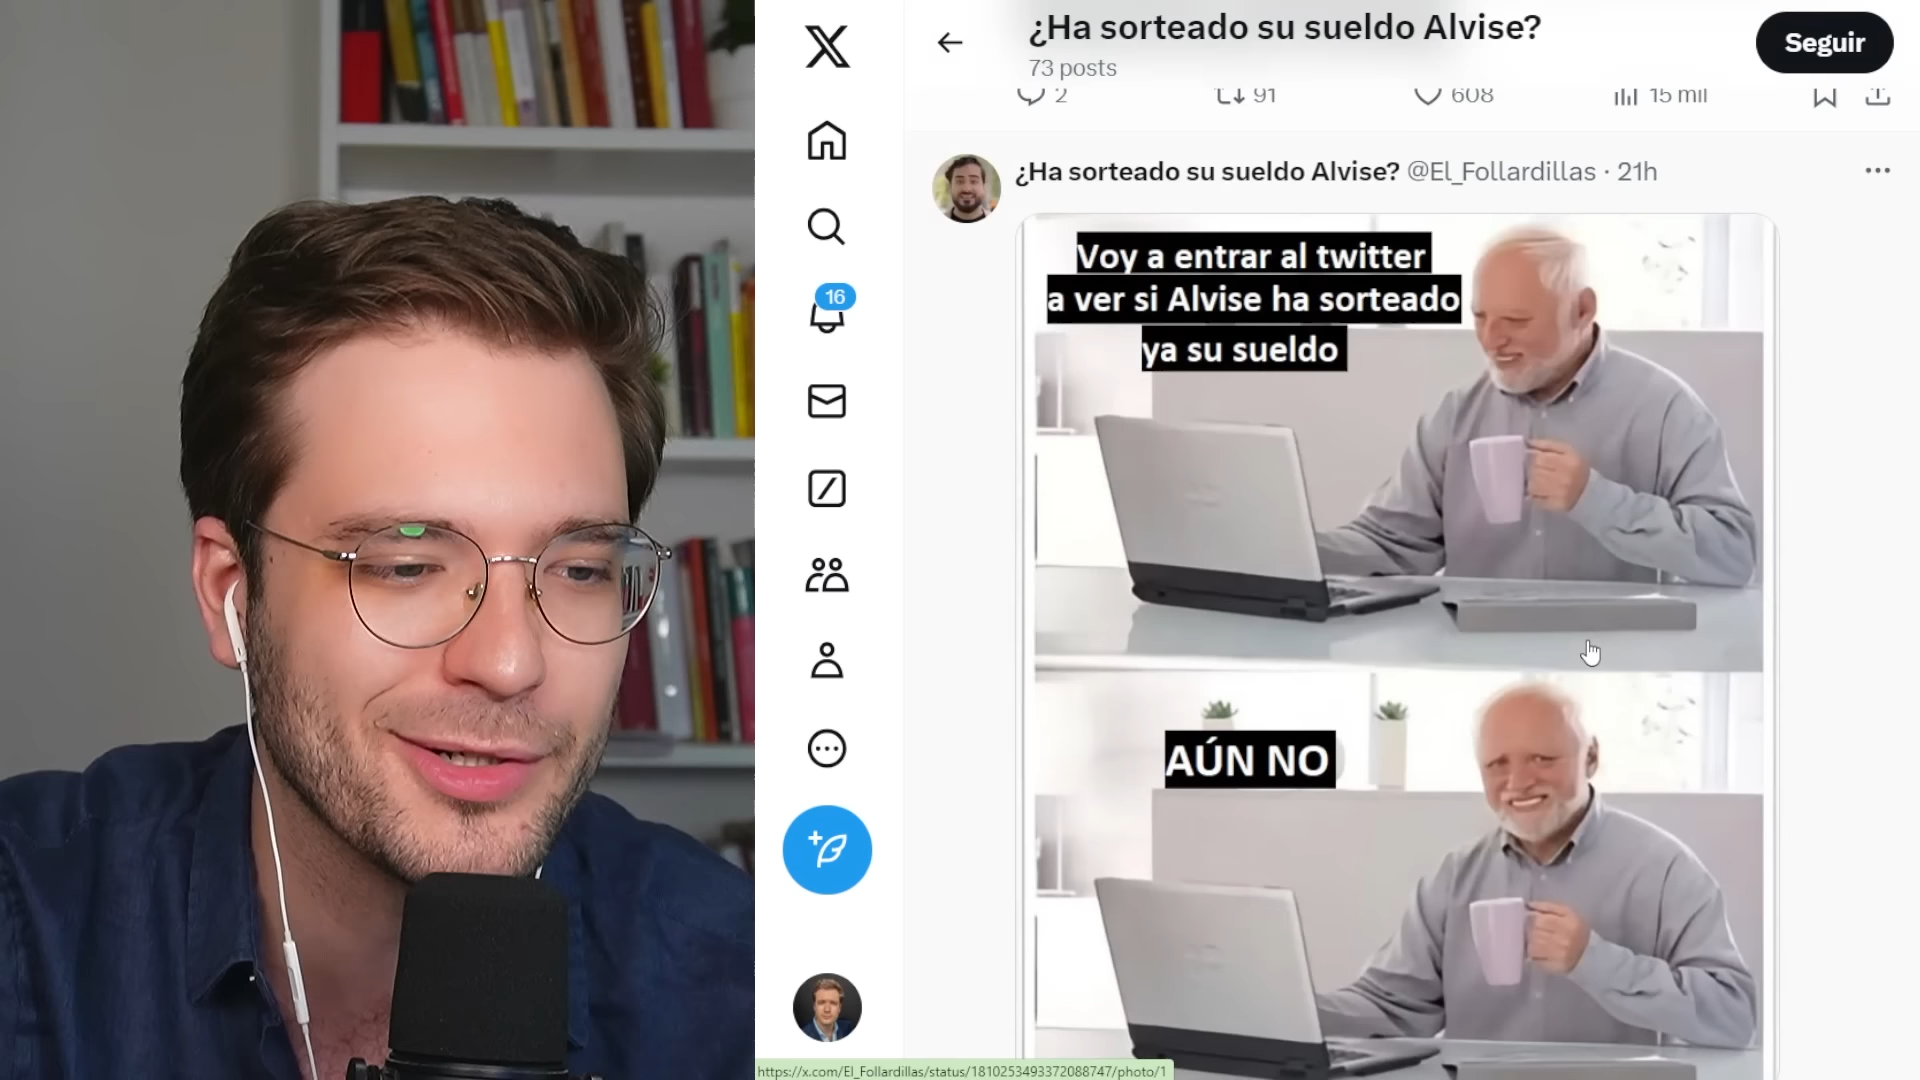 ¿Ha sorteado su sueldo Alvise?
73 posts
Seguir
2
91
608
15 mil
16
¿Ha sorteado su sueldo Alvise? @El_Follardillas · 21h
Voy a entrar al twitter
a ver si Alvise ha sorteado
ya su sueldo
AÚN NO
https://x.com/El_Follardillas/status/1810253493372088747/photo/1